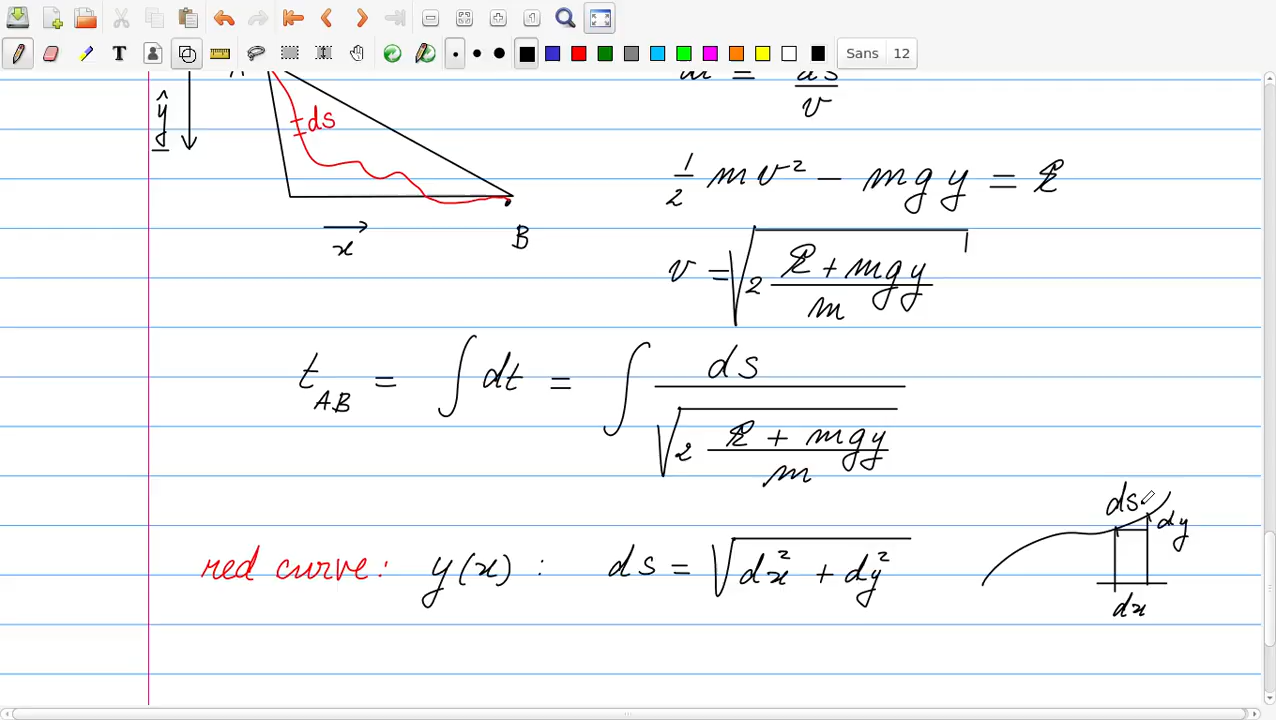 T
Sans 12
A
ŷ
ds
m = ds/v
1/2 mv² − mgy = E
x
B
v = √(2 (E + mgy)/m)
t_AB = ∫ dt = ∫ ds / √(2 (E + mgy)/m)
ds
dy
red curve: y(x) : ds = √(dx² + dy²)
dx